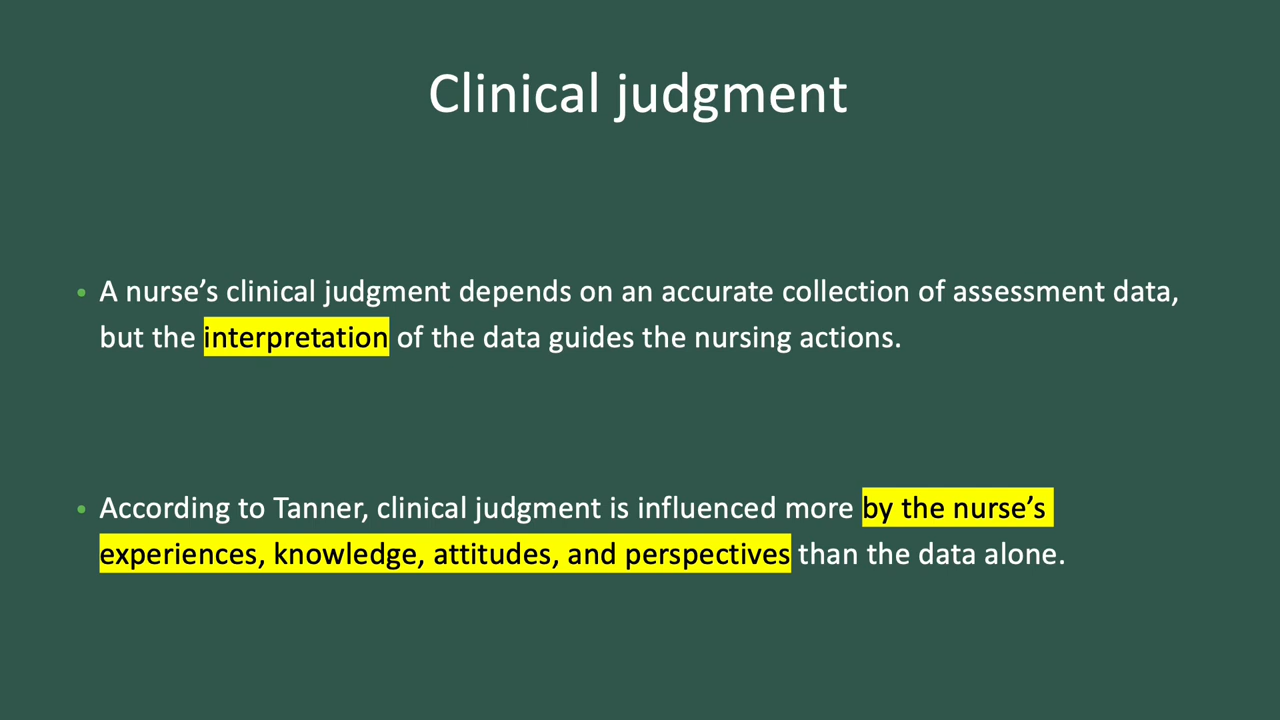 Clinical judgment
• A nurse’s clinical judgment depends on an accurate collection of assessment data,
but the interpretation of the data guides the nursing actions.
• According to Tanner, clinical judgment is influenced more by the nurse’s
experiences, knowledge, attitudes, and perspectives than the data alone.